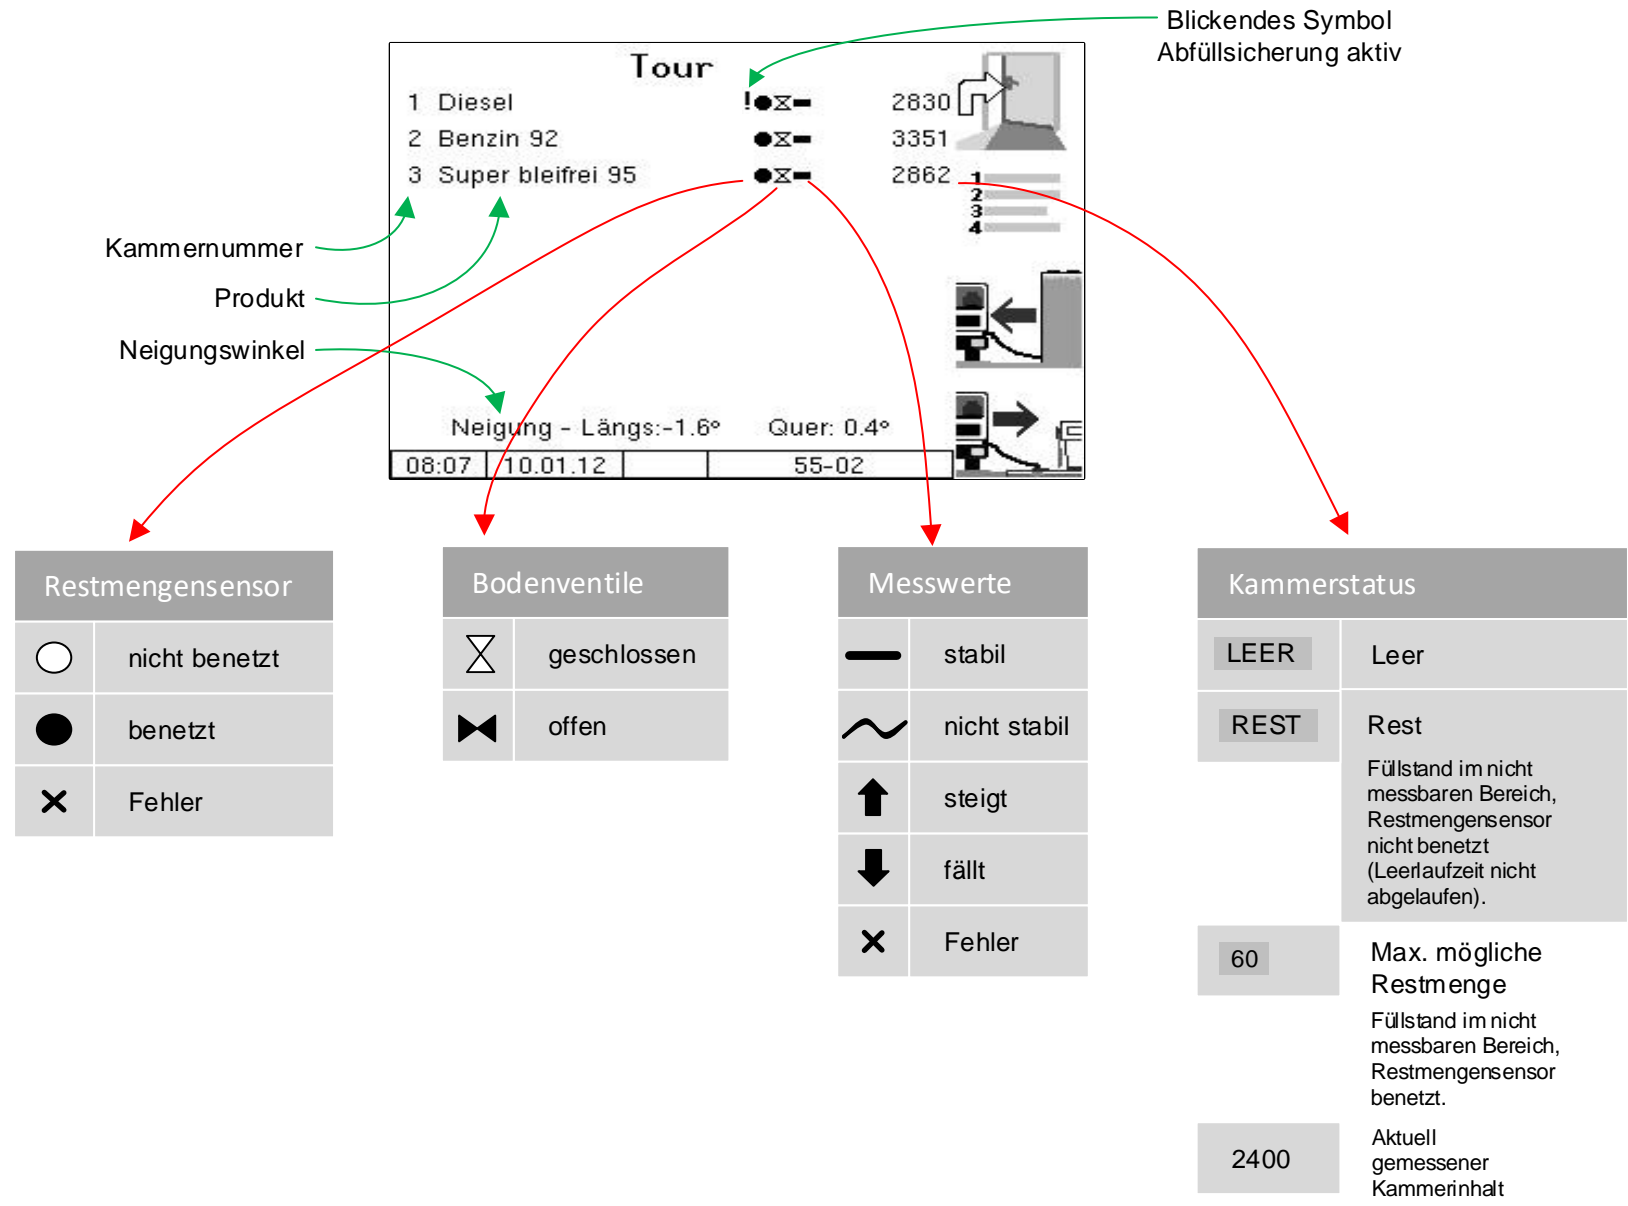 Blickendes Symbol
Abfüllsicherung aktiv
Tour
1 Diesel ! 2830
2 Benzin 92 3351
3 Super bleifrei 95 2862
1
2
3
4
Kammernummer
Produkt
Neigungswinkel
Neigung - Längs:-1.6° Quer: 0.4°
08:07 10.01.12 55-02
Restmengensensor
nicht benetzt
benetzt
Fehler
Bodenventile
geschlossen
offen
Messwerte
stabil
nicht stabil
steigt
fällt
Fehler
Kammerstatus
LEER Leer
REST Rest
Füllstand im nicht
messbaren Bereich,
Restmengensensor
nicht benetzt
(Leerlaufzeit nicht
abgelaufen).
60 Max. mögliche
Restmenge
Füllstand im nicht
messbaren Bereich,
Restmengensensor
benetzt.
2400 Aktuell
gemessener
Kammerinhalt